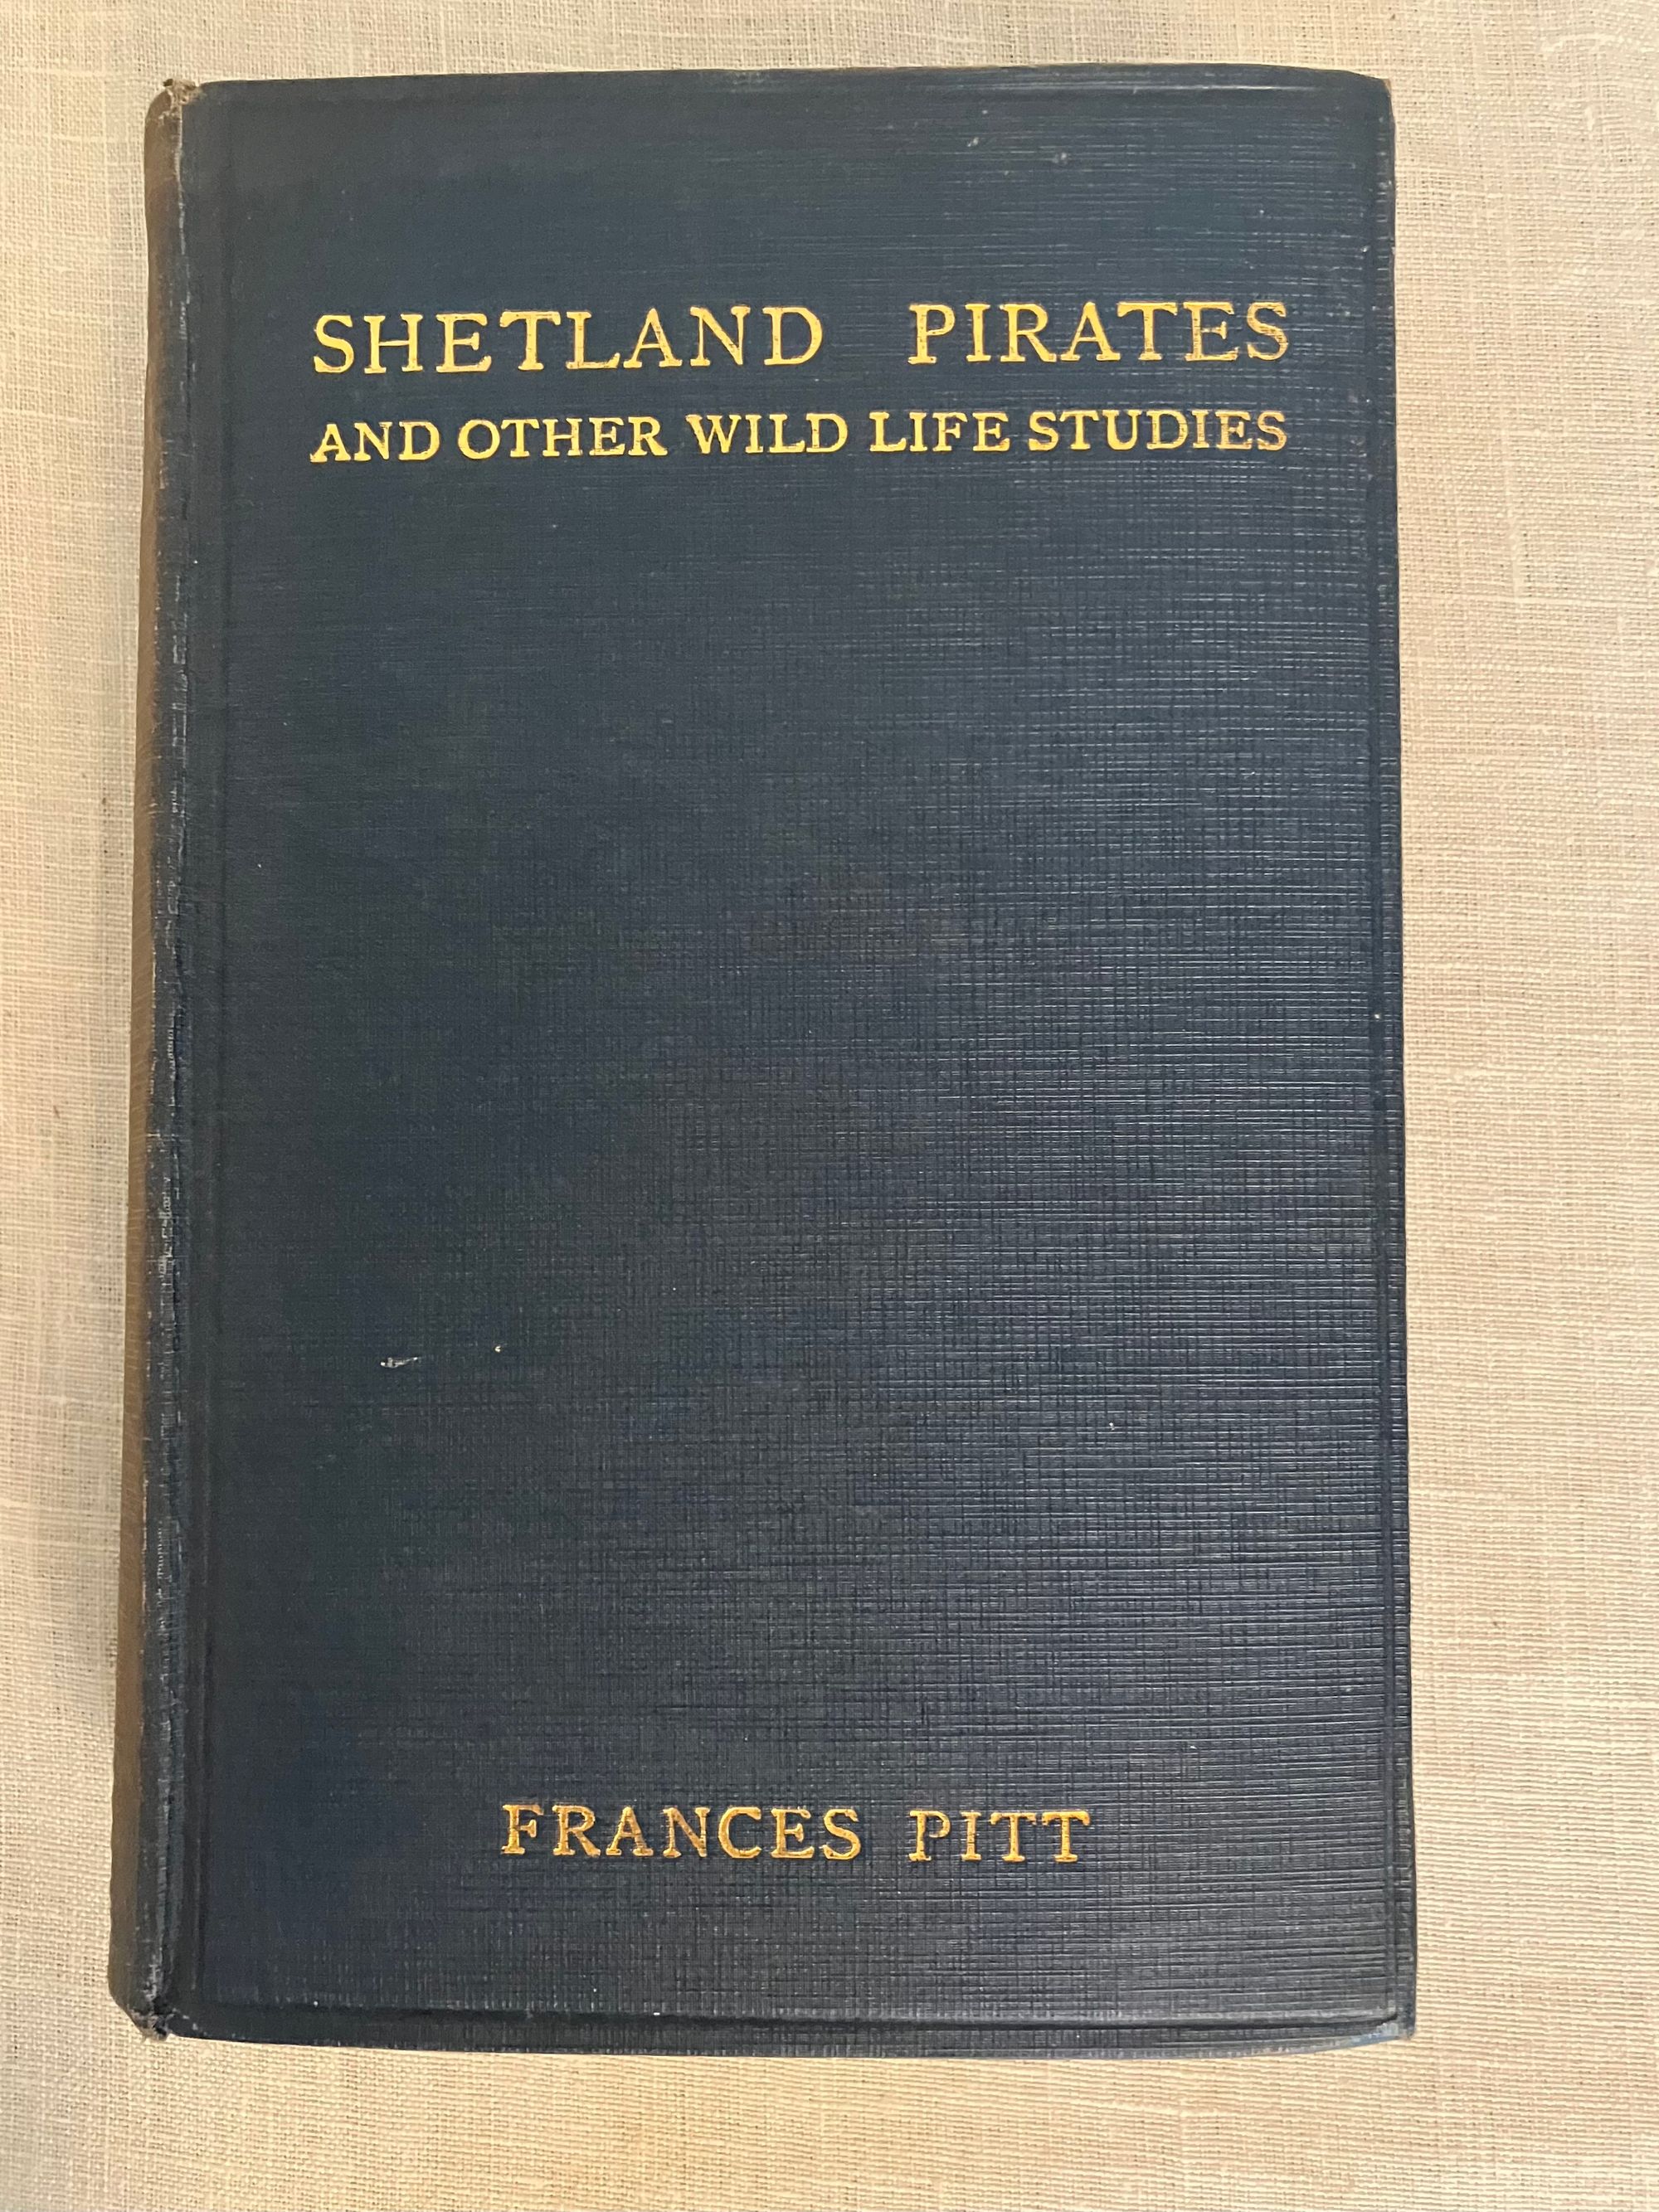 SHETLAND PIRATES
AND OTHER WILD LIFE STUDIES
FRANCES PITT